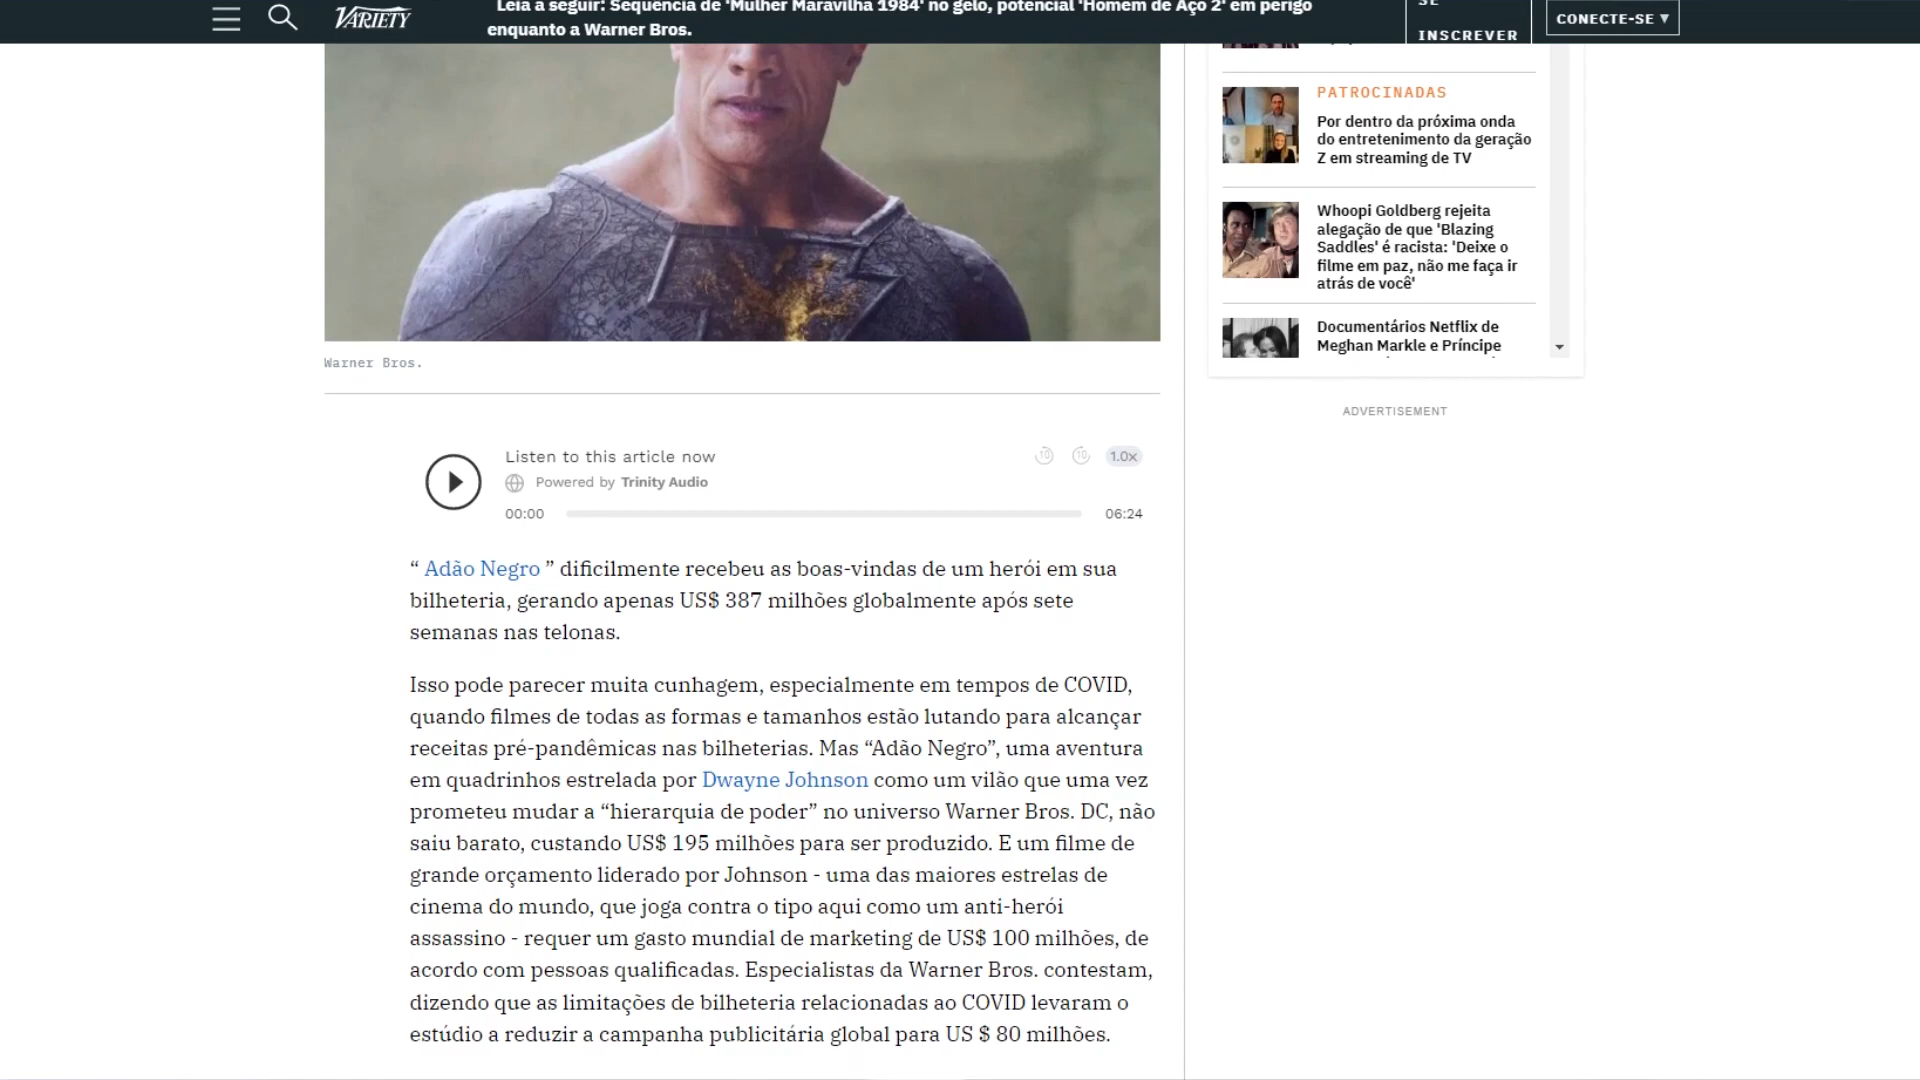 VARIETY
Leia a seguir: Sequência de 'Mulher Maravilha 1984' no gelo, potencial 'Homem de Aço 2' em perigo
enquanto a Warner Bros.
SE
INSCREVER
CONECTE-SE ▼
Warner Bros.
Listen to this article now
10
10
1.0x
Powered by Trinity Audio
00:00
06:24
“ Adão Negro ” dificilmente recebeu as boas-vindas de um herói em sua
bilheteria, gerando apenas US$ 387 milhões globalmente após sete
semanas nas telonas.
Isso pode parecer muita cunhagem, especialmente em tempos de COVID,
quando filmes de todas as formas e tamanhos estão lutando para alcançar
receitas pré-pandêmicas nas bilheterias. Mas “Adão Negro”, uma aventura
em quadrinhos estrelada por Dwayne Johnson como um vilão que uma vez
prometeu mudar a “hierarquia de poder” no universo Warner Bros. DC, não
saiu barato, custando US$ 195 milhões para ser produzido. E um filme de
grande orçamento liderado por Johnson - uma das maiores estrelas de
cinema do mundo, que joga contra o tipo aqui como um anti-herói
assassino - requer um gasto mundial de marketing de US$ 100 milhões, de
acordo com pessoas qualificadas. Especialistas da Warner Bros. contestam,
dizendo que as limitações de bilheteria relacionadas ao COVID levaram o
estúdio a reduzir a campanha publicitária global para US $ 80 milhões.
PATROCINADAS
Por dentro da próxima onda
do entretenimento da geração
Z em streaming de TV
Whoopi Goldberg rejeita
alegação de que 'Blazing
Saddles' é racista: 'Deixe o
filme em paz, não me faça ir
atrás de você'
Documentários Netflix de
Meghan Markle e Príncipe
ADVERTISEMENT